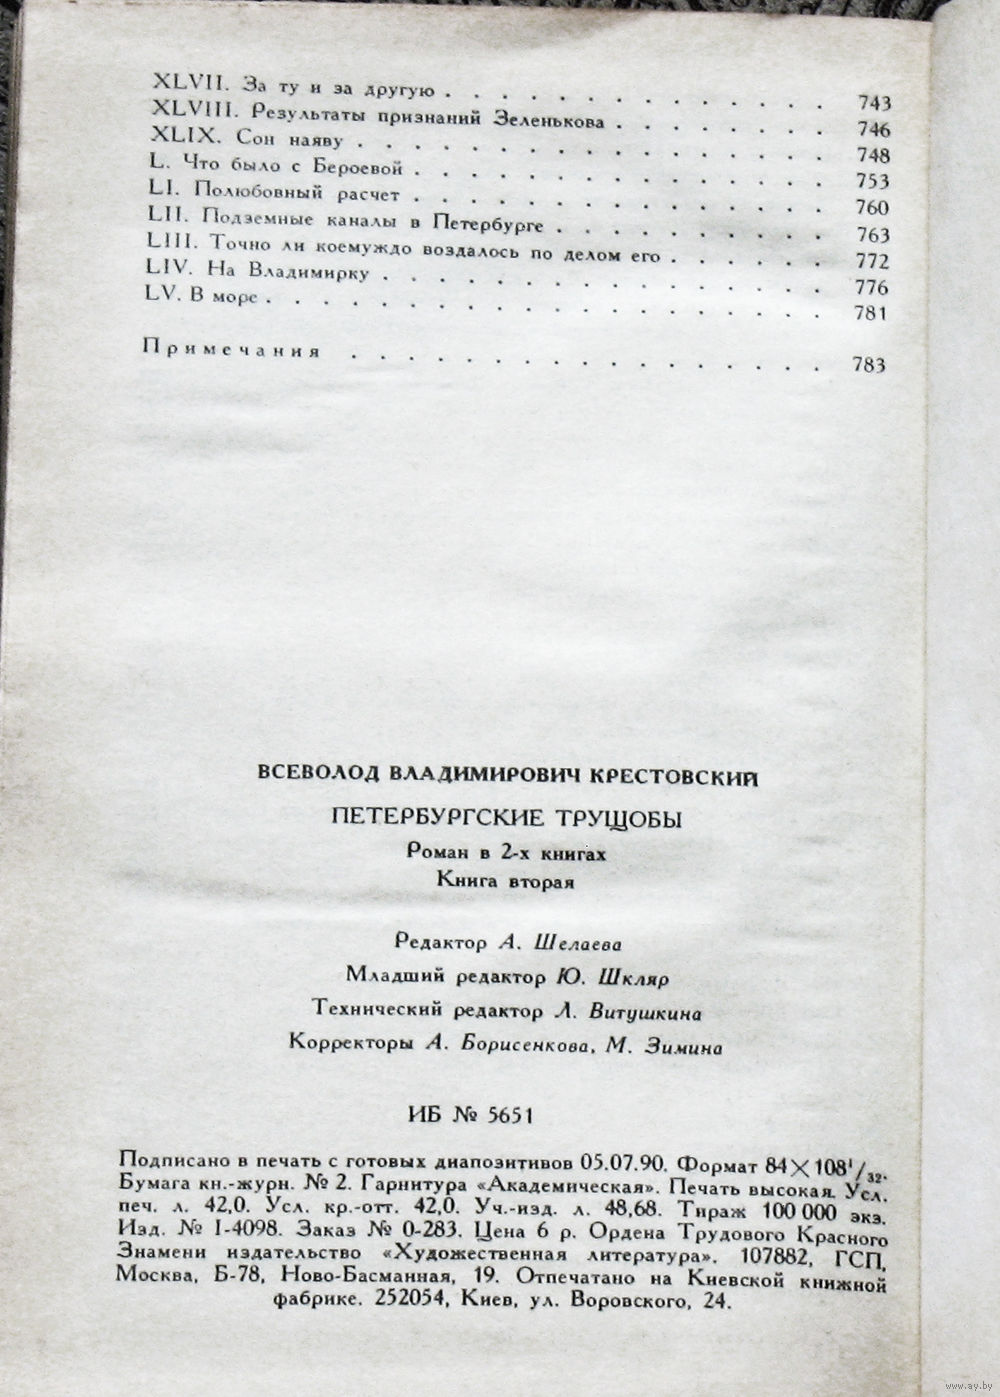 XLVII. За ту и за другую . . . . . . . . . . . . . . 743
XLVIII. Результаты признаний Зеленькова . . . . . . . . 746
XLIX. Сон наяву . . . . . . . . . . . . . . . . . 748
L. Что было с Бероевой . . . . . . . . . . . . . . . 753
LI. Полюбовный расчет . . . . . . . . . . . . . . . 760
LII. Подземные каналы в Петербурге . . . . . . . . . . 763
LIII. Точно ли коемуждо воздалось по делом его . . . . . . 772
LIV. На Владимирку . . . . . . . . . . . . . . . . 776
LV. В море . . . . . . . . . . . . . . . . . . . . 781
Примечания . . . . . . . . . . . . . . . . . 783
ВСЕВОЛОД ВЛАДИМИРОВИЧ КРЕСТОВСКИЙ
ПЕТЕРБУРГСКИЕ ТРУЩОБЫ
Роман в 2-х книгах
Книга вторая
Редактор А. Шелаева
Младший редактор Ю. Шкляр
Технический редактор Л. Витушкина
Корректоры А. Борисенкова, М. Зимина
ИБ № 5651
Подписано в печать с готовых диапозитивов 05.07.90. Формат 84×108¹/₃₂.
Бумага кн.-журн. № 2. Гарнитура «Академическая». Печать высокая. Усл.
печ. л. 42,0. Усл. кр.-отт. 42,0. Уч.-изд. л. 48,68. Тираж 100 000 экз.
Изд. № I-4098. Заказ № 0-283. Цена 6 р. Ордена Трудового Красного
Знамени издательство «Художественная литература». 107882, ГСП,
Москва, Б-78, Ново-Басманная, 19. Отпечатано на Киевской книжной
фабрике. 252054, Киев, ул. Воровского, 24.
www.ay.by